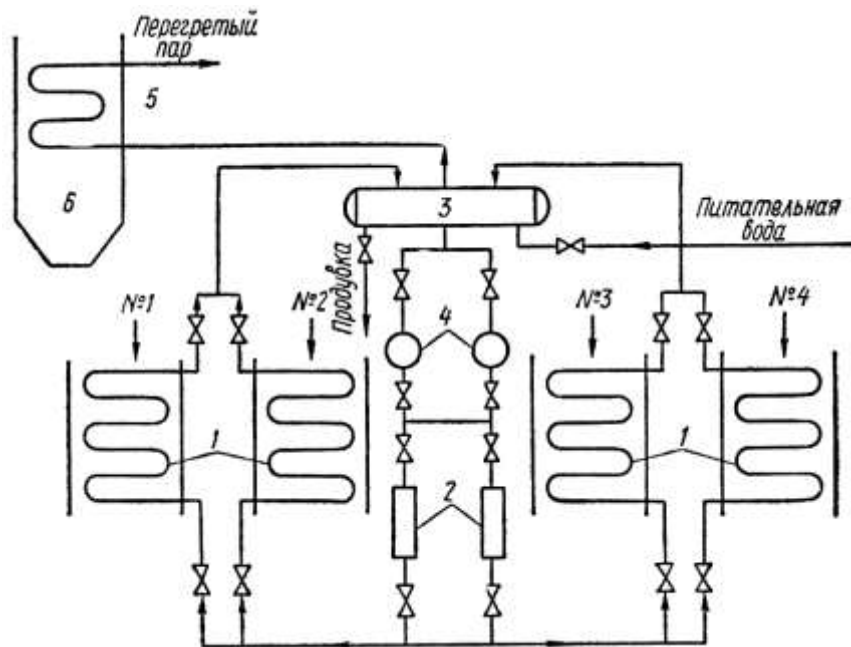 Перегретый
пар
5
6
3
Питательная
вода
Продувка
№1
№2
4
№3
№4
1
2
1